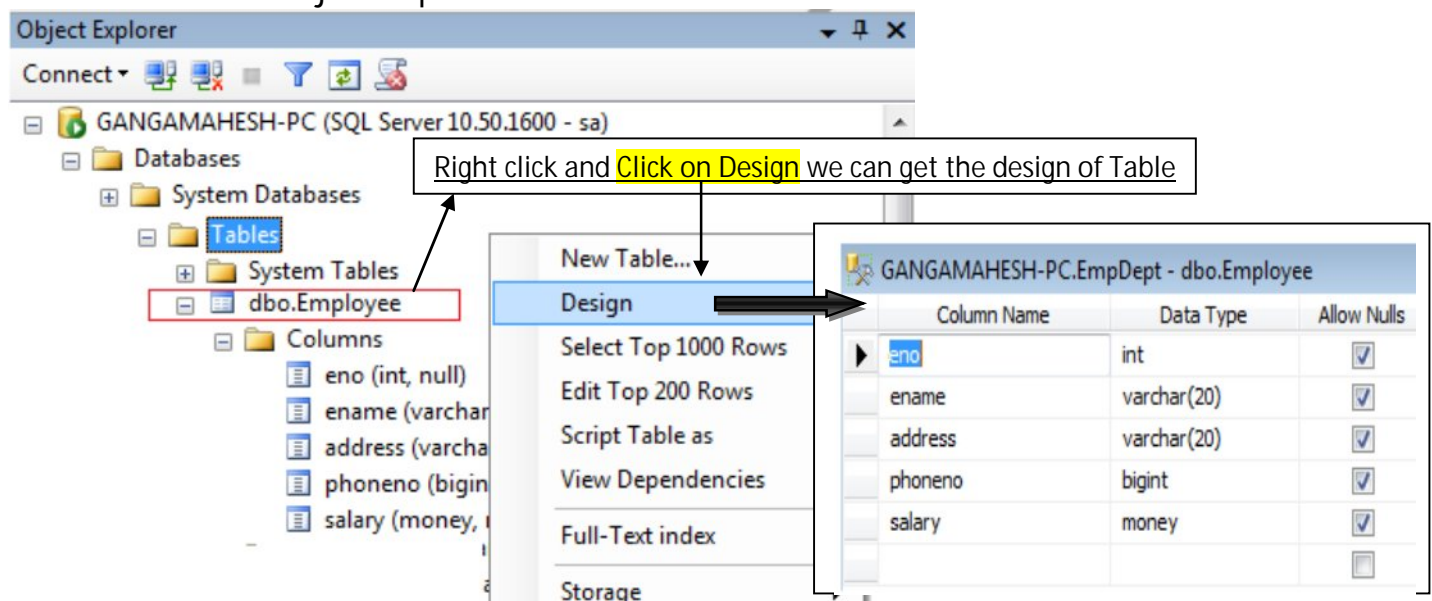 Object Explorer
Connect
GANGAMAHESH-PC (SQL Server 10.50.1600 - sa)
Databases
Right click and Click on Design we can get the design of Table
System Databases
Tables
System Tables
dbo.Employee
Columns
eno (int, null)
ename (varchar
address (varcha
phoneno (bigin
salary (money,
New Table...
Design
Select Top 1000 Rows
Edit Top 200 Rows
Script Table as
View Dependencies
Full-Text index
Storage
GANGAMAHESH-PC.EmpDept - dbo.Employee
Column Name Data Type Allow Nulls
eno int
ename varchar(20)
address varchar(20)
phoneno bigint
salary money